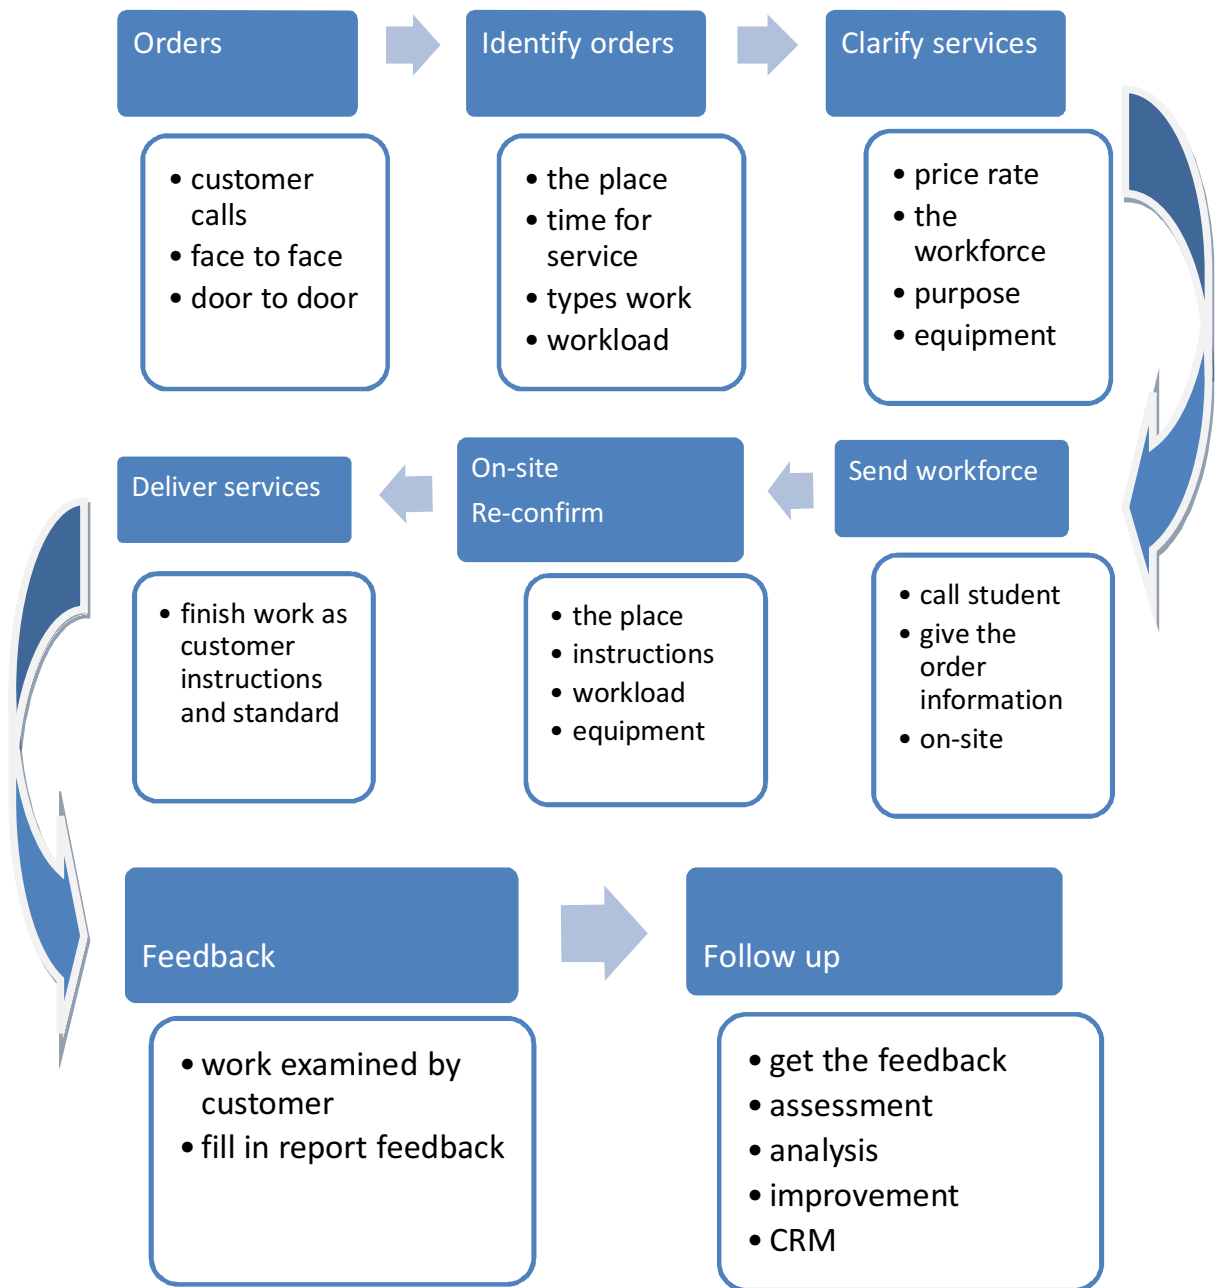 Orders
• customer
calls
• face to face
• door to door
Identify orders
• the place
• time for
service
• types work
• workload
Clarify services
• price rate
• the
workforce
• purpose
• equipment
Send workforce
• call student
• give the
order
information
• on-site
On-site
Re-confirm
• the place
• instructions
• workload
• equipment
Deliver services
• finish work as
customer
instructions
and standard
Feedback
• work examined by
customer
• fill in report feedback
Follow up
• get the feedback
• assessment
• analysis
• improvement
• CRM